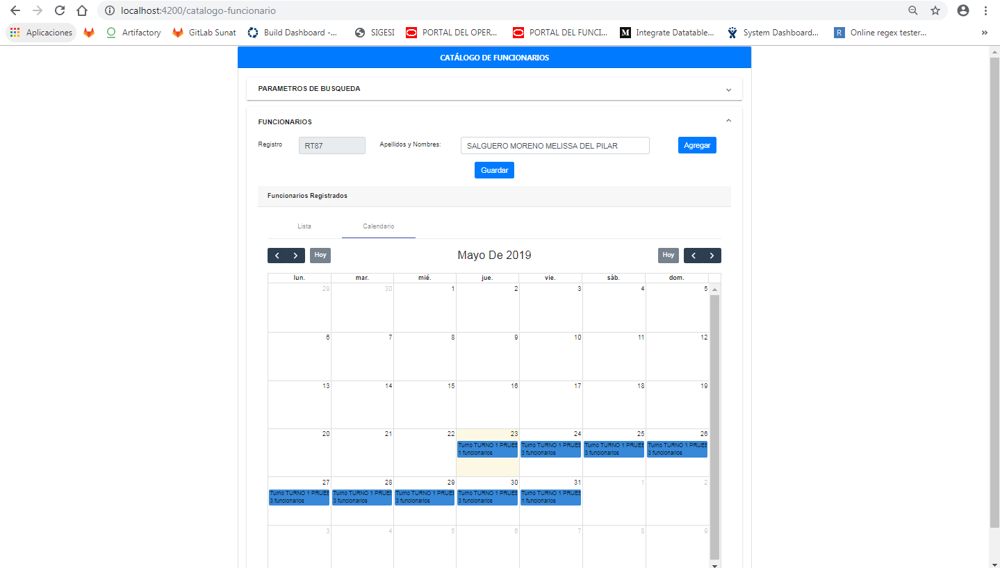 localhost:4200/catalogo-funcionario
Aplicaciones Artifactory GitLab Sunat Build Dashboard -... SIGESI PORTAL DEL OPER... M PORTAL DEL FUNCI... Integrate Datatable... System Dashboard... R Online regex tester... »
CATÁLOGO DE FUNCIONARIOS
PARAMETROS DE BUSQUEDA
FUNCIONARIOS
Registro RT87 Apellidos y Nombres: SALGUERO MORENO MELISSA DEL PILAR Agregar
Guardar
Funcionarios Registrados
Lista Calendario
Hoy Mayo De 2019 Hoy
lun. mar. mié. jue. vie. sáb. dom.
29 30 1 2 3 4 5
6 7 8 9 10 11 12
13 14 15 16 17 18 19
20 21 22 23 24 25 26
Turno TURNO 1 PRUEB Turno TURNO 1 PRUEB Turno TURNO 1 PRUEB Turno TURNO 1 PRUEB
1 funcionarios 3 funcionarios 3 funcionarios 3 funcionarios
27 28 29 30 31 1 2
Turno TURNO 1 PRUEB Turno TURNO 1 PRUEB Turno TURNO 1 PRUEB Turno TURNO 1 PRUEB Turno TURNO 1 PRUEB
3 funcionarios 3 funcionarios 3 funcionarios 3 funcionarios 1 funcionarios
3 4 5 6 7 8 9